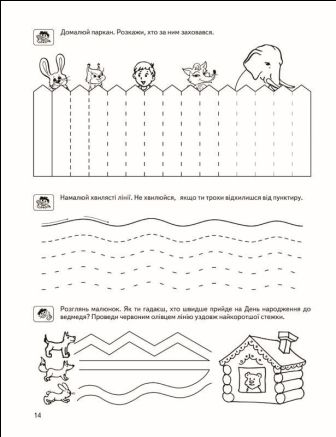 Домалюй паркан. Розкажи, хто за ним заховався.
Намалюй хвилясті лінії. Не хвилюйся, якщо ти трохи відхилишся від пунктиру.
Розглянь малюнок. Як ти гадаєш, хто швидше прийде на День народження до
ведмедя? Проведи червоним олівцем лінію уздовж найкоротшої стежки.
14